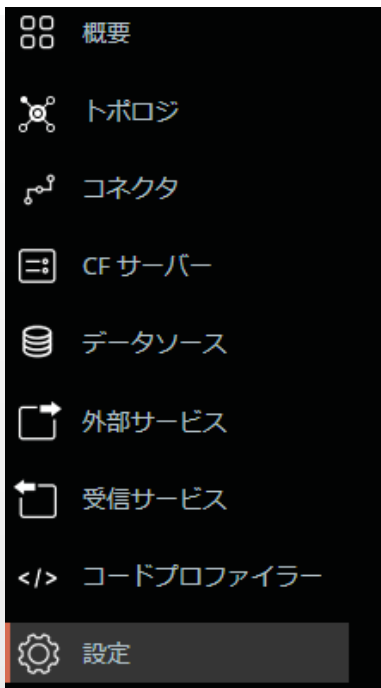 概要
トポロジ
コネクタ
CF サーバー
データソース
外部サービス
受信サービス
コードプロファイラー
設定